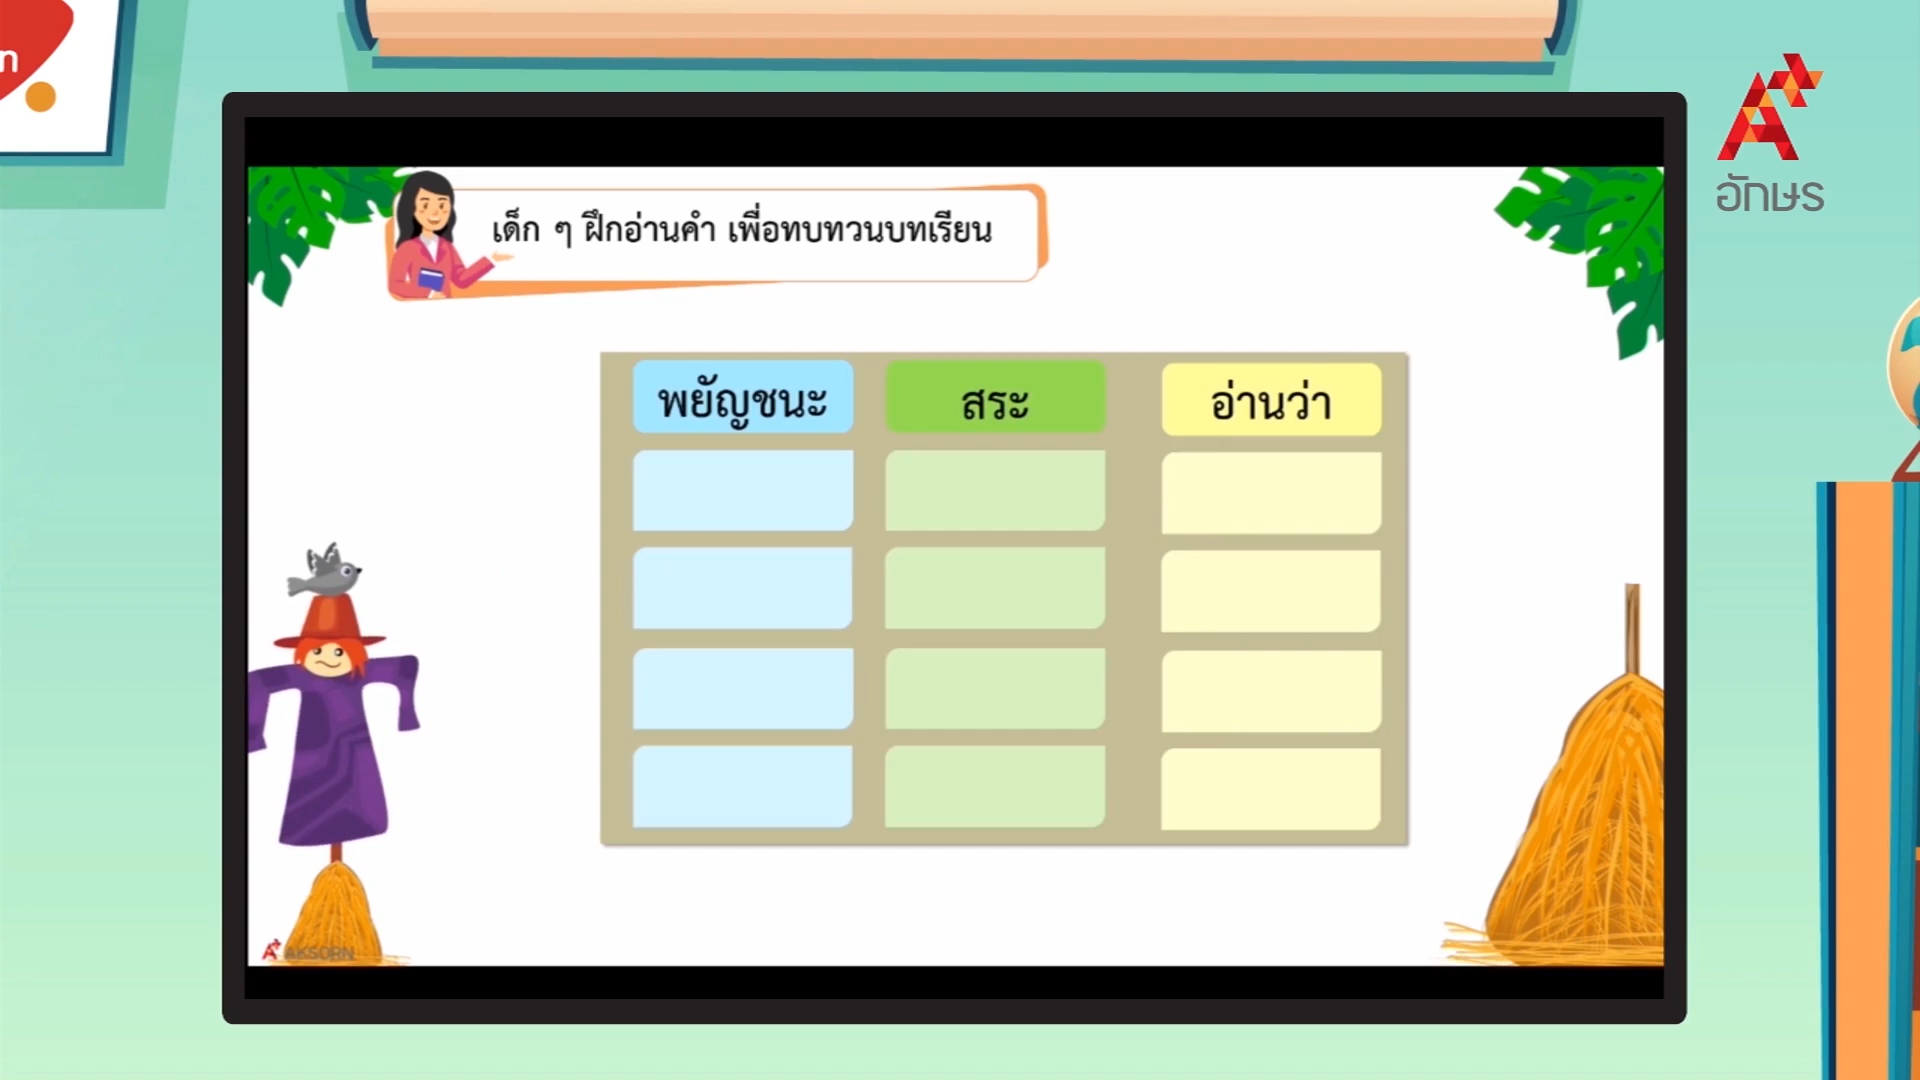 อักษร
เด็ก ๆ ฝึกอ่านคำ เพื่อทบทวนบทเรียน
พยัญชนะ สระ อ่านว่า
AKSORN